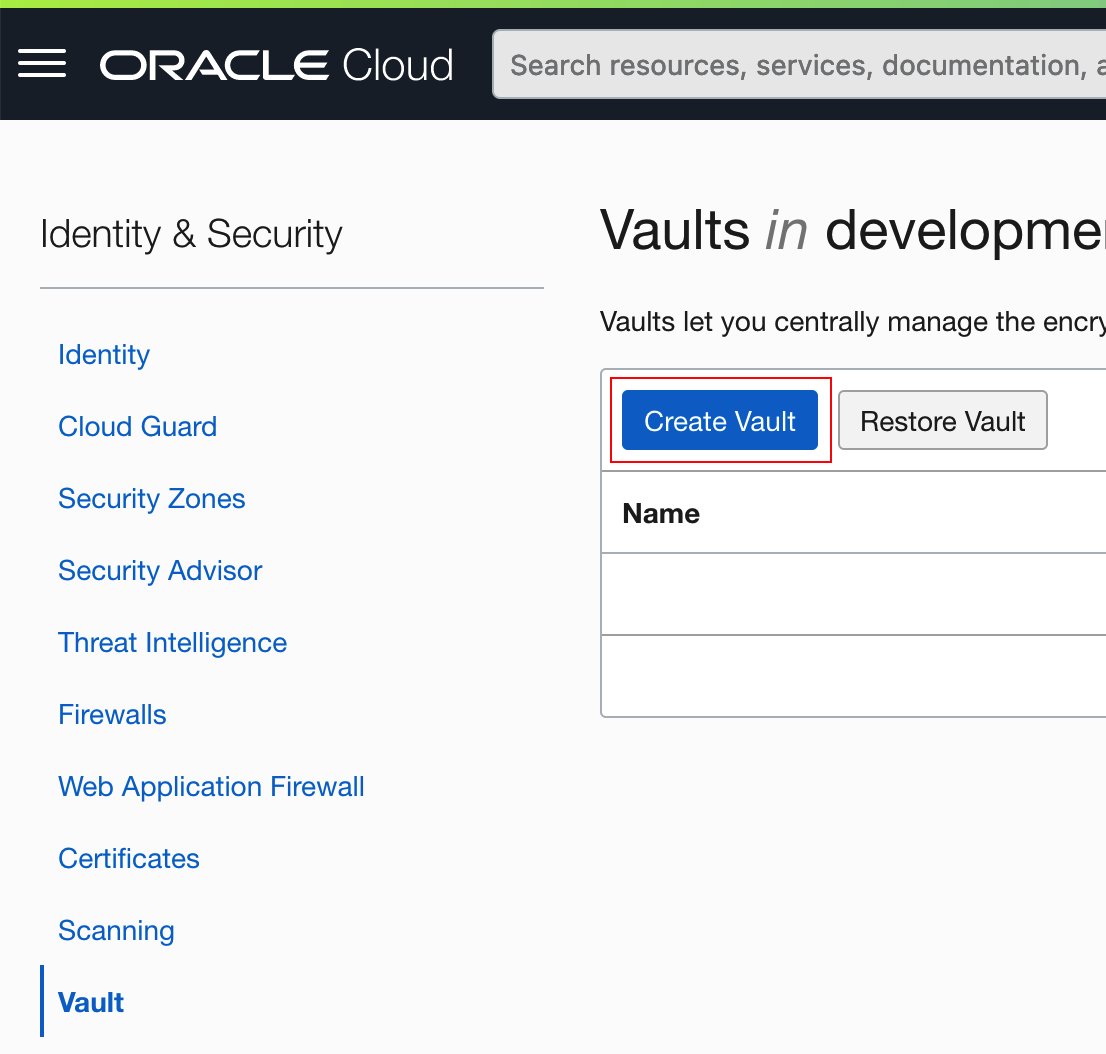 ORACLE Cloud
Search resources, services, documentation,
Identity & Security
Identity
Cloud Guard
Security Zones
Security Advisor
Threat Intelligence
Firewalls
Web Application Firewall
Certificates
Scanning
Vault
Vaults in developme
Vaults let you centrally manage the encry
Create Vault
Restore Vault
Name